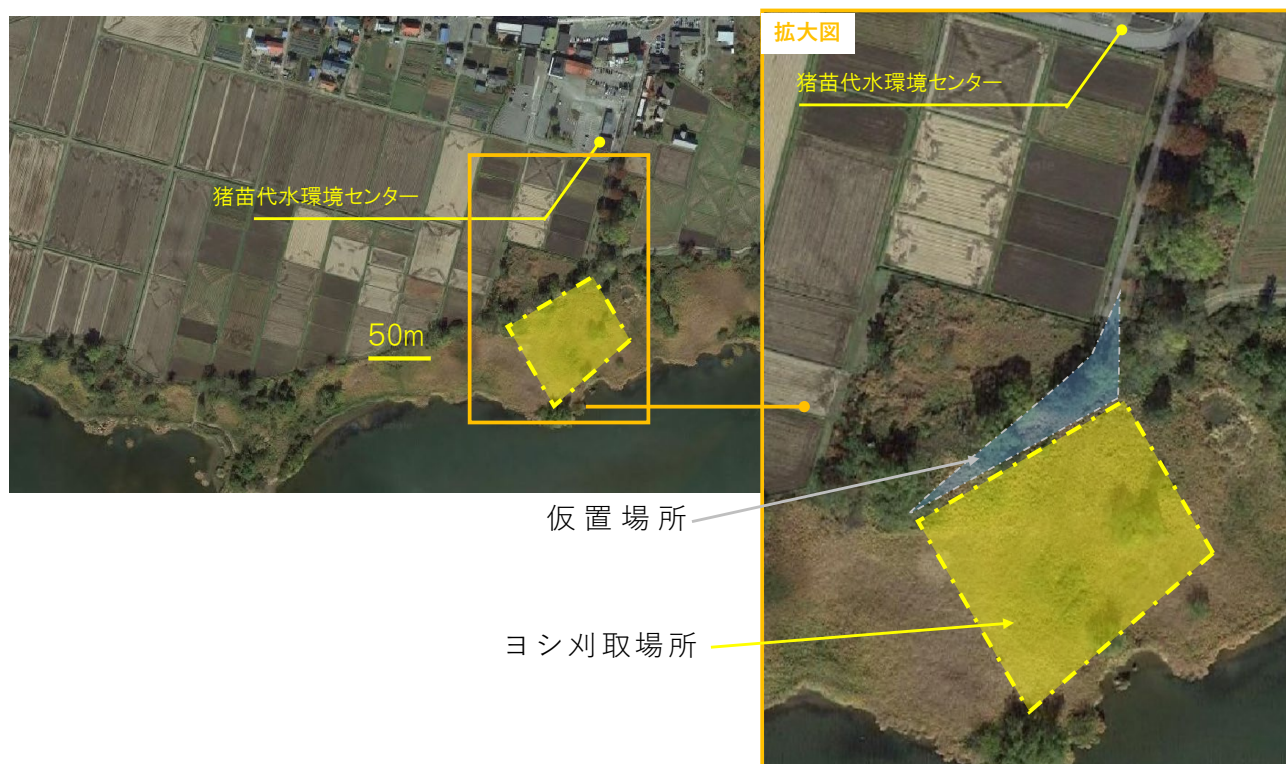 拡大図
猪苗代水環境センター
猪苗代水環境センター
50m
仮置場所
ヨシ刈取場所